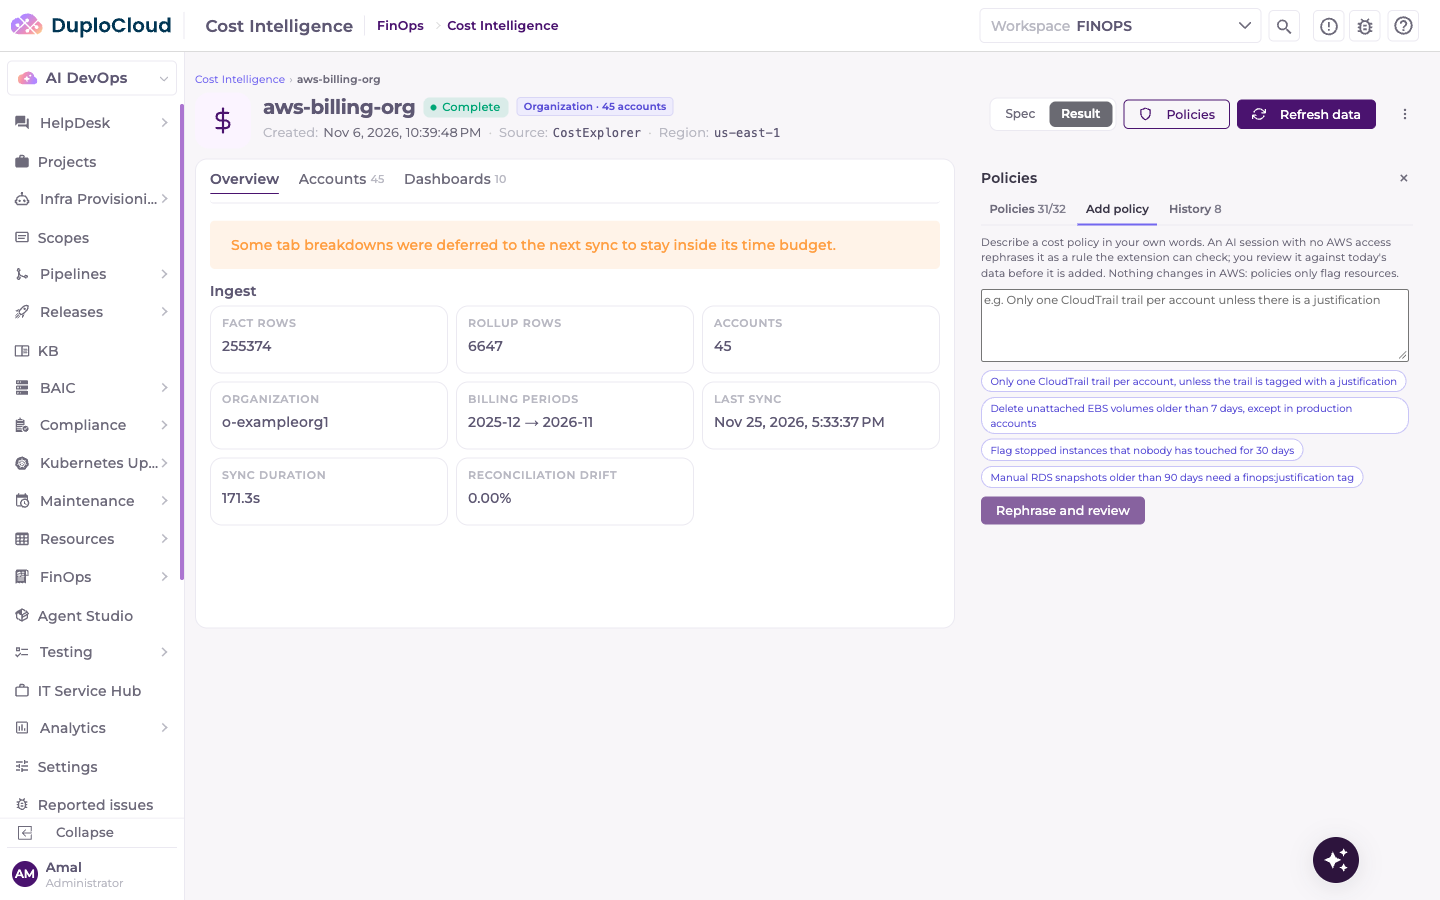 DuploCloud
Cost Intelligence
FinOps
Cost Intelligence
Workspace FINOPS
AI DevOps
HelpDesk
Projects
Infra Provisioni...
Scopes
Pipelines
Releases
KB
BAIC
Compliance
Kubernetes Up...
Maintenance
Resources
FinOps
Agent Studio
Testing
IT Service Hub
Analytics
Settings
Reported issues
Collapse
AM
Amal
Administrator
Cost Intelligence › aws-billing-org
$
aws-billing-org
Complete
Organization · 45 accounts
Created: Nov 6, 2026, 10:39:48 PM · Source: CostExplorer · Region: us-east-1
Spec
Result
Policies
Refresh data
Overview
Accounts 45
Dashboards 10
Some tab breakdowns were deferred to the next sync to stay inside its time budget.
Ingest
FACT ROWS
255374
ROLLUP ROWS
6647
ACCOUNTS
45
ORGANIZATION
o-exampleorg1
BILLING PERIODS
2025-12 → 2026-11
LAST SYNC
Nov 25, 2026, 5:33:37 PM
SYNC DURATION
171.3s
RECONCILIATION DRIFT
0.00%
Policies
×
Policies 31/32
Add policy
History 8
Describe a cost policy in your own words. An AI session with no AWS access
rephrases it as a rule the extension can check; you review it against today's
data before it is added. Nothing changes in AWS: policies only flag resources.
e.g. Only one CloudTrail trail per account unless there is a justification
Only one CloudTrail trail per account, unless the trail is tagged with a justification
Delete unattached EBS volumes older than 7 days, except in production
accounts
Flag stopped instances that nobody has touched for 30 days
Manual RDS snapshots older than 90 days need a finops:justification tag
Rephrase and review